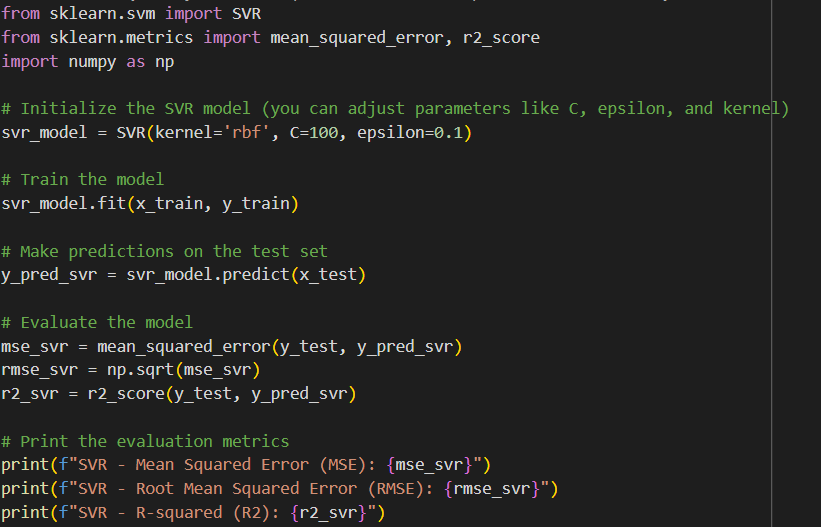 from sklearn.svm import SVR
from sklearn.metrics import mean_squared_error, r2_score
import numpy as np
# Initialize the SVR model (you can adjust parameters like C, epsilon, and kernel)
svr_model = SVR(kernel='rbf', C=100, epsilon=0.1)
# Train the model
svr_model.fit(x_train, y_train)
# Make predictions on the test set
y_pred_svr = svr_model.predict(x_test)
# Evaluate the model
mse_svr = mean_squared_error(y_test, y_pred_svr)
rmse_svr = np.sqrt(mse_svr)
r2_svr = r2_score(y_test, y_pred_svr)
# Print the evaluation metrics
print(f"SVR - Mean Squared Error (MSE): {mse_svr}")
print(f"SVR - Root Mean Squared Error (RMSE): {rmse_svr}")
print(f"SVR - R-squared (R2): {r2_svr}")